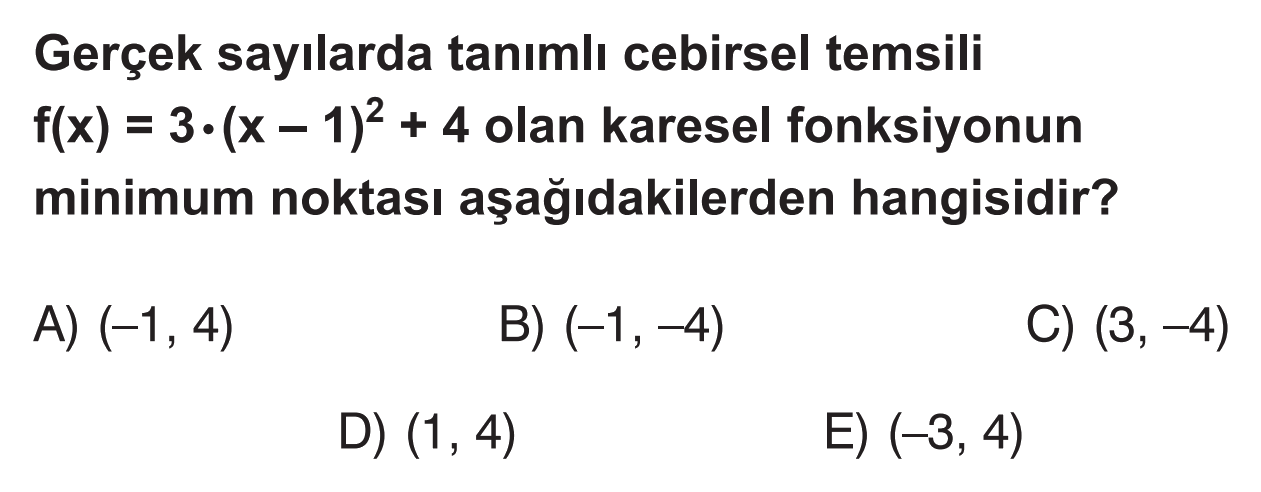 Gerçek sayılarda tanımlı cebirsel temsili
f(x) = 3·(x – 1)² + 4 olan karesel fonksiyonun
minimum noktası aşağıdakilerden hangisidir?
A) (–1, 4) B) (–1, –4) C) (3, –4)
D) (1, 4) E) (–3, 4)